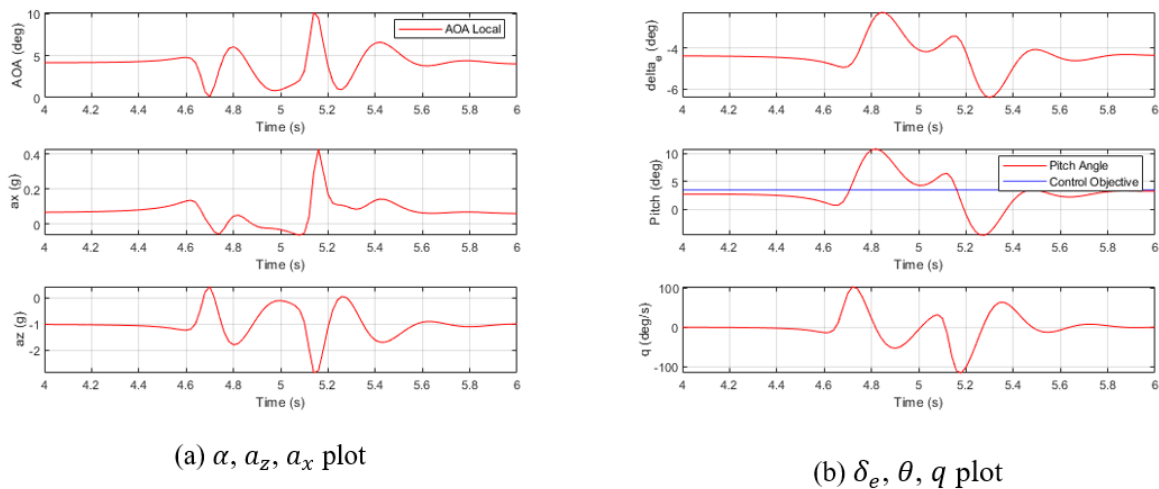 AOA (deg)
10
5
0
AOA Local
4 4.2 4.4 4.6 4.8 5 5.2 5.4 5.6 5.8 6
Time (s)
ax (g)
0.4
0.2
0
4 4.2 4.4 4.6 4.8 5 5.2 5.4 5.6 5.8 6
Time (s)
az (g)
0
-1
-2
4 4.2 4.4 4.6 4.8 5 5.2 5.4 5.6 5.8 6
Time (s)
(a) α, a_z, a_x plot
delta_e (deg)
-4
-6
4 4.2 4.4 4.6 4.8 5 5.2 5.4 5.6 5.8 6
Time (s)
Pitch (deg)
10
5
0
Pitch Angle
Control Objective
4 4.2 4.4 4.6 4.8 5 5.2 5.4 5.6 5.8 6
Time (s)
q (deg/s)
100
0
-100
4 4.2 4.4 4.6 4.8 5 5.2 5.4 5.6 5.8 6
Time (s)
(b) δ_e, θ, q plot